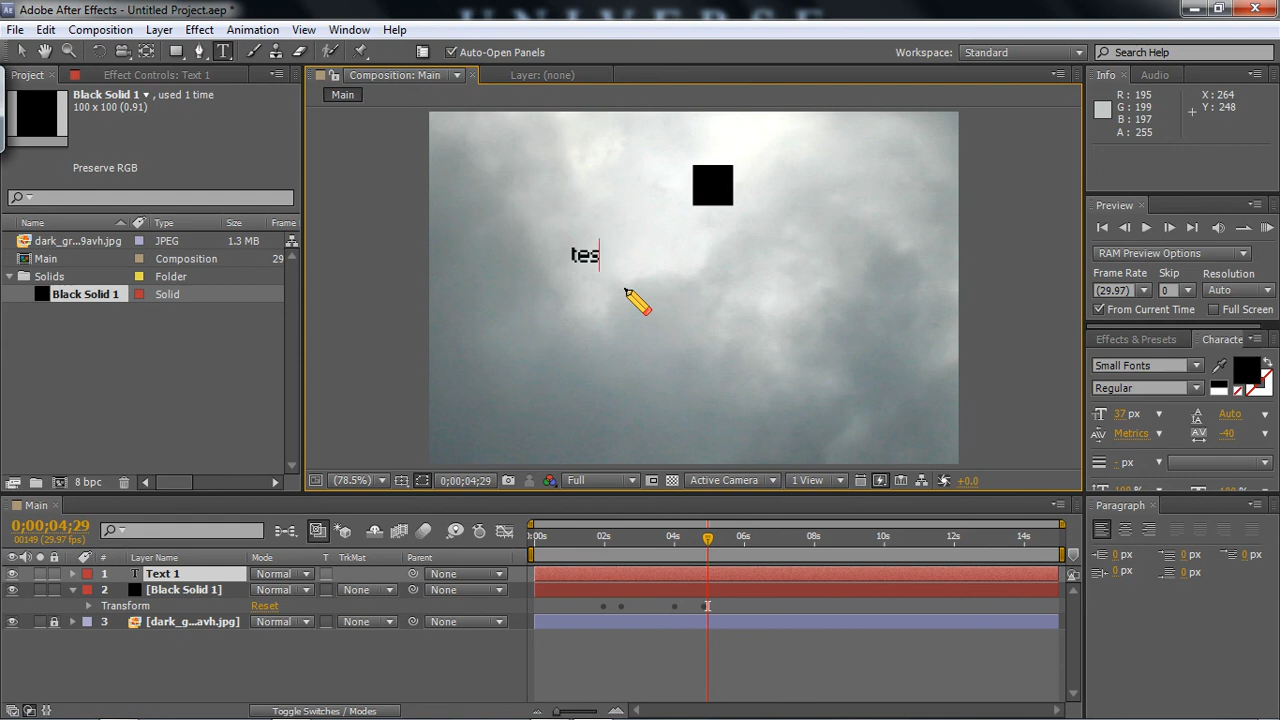 UNIVERSE
Adobe After Effects - Untitled Project.aep *
File Edit Composition Layer Effect Animation View Window Help
Auto-Open Panels
Workspace: Standard
Search Help
Project Effect Controls: Text 1
Composition: Main Layer: (none)
Info Audio
Black Solid 1 , used 1 time
100 x 100 (0.91)
Main
R : 195 X : 264
G : 199 Y : 248
B : 197
A : 255
Preserve RGB
Preview
Name Type Size Frame
dark_gr...9avh.jpg JPEG 1.3 MB
Main Composition 29
Solids Folder
Black Solid 1 Solid
tes
RAM Preview Options
Frame Rate Skip Resolution
(29.97) 0 Auto
From Current Time Full Screen
Effects & Presets Characte
Small Fonts
Regular
37 px Auto
Metrics -40
- px
8 bpc
(78.5%) 0;00;04;29 Full Active Camera 1 View +0.0
Main
0;00;04;29
00149 (29.97 fps)
:00s 02s 04s 06s 08s 10s 12s 14s
# Layer Name Mode T TrkMat Parent
1 T Text 1 Normal None
2 [Black Solid 1] Normal None None
Transform Reset
3 [dark_g...avh.jpg] Normal None None
Paragraph
0 px 0 px 0 px
0 px 0 px
Toggle Switches / Modes